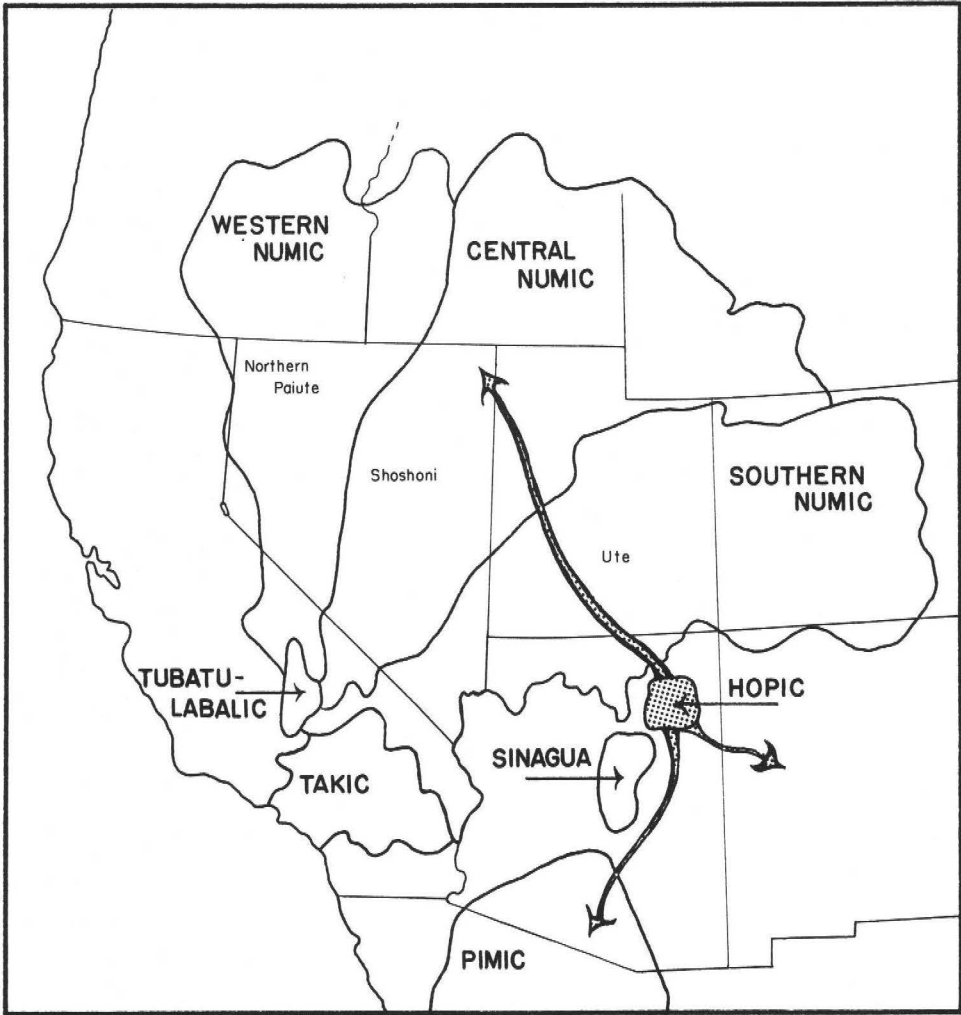 WESTERN
NUMIC
CENTRAL
NUMIC
Northern
Paiute
Shoshoni
SOUTHERN
NUMIC
Ute
TUBATU-
LABALIC
HOPIC
SINAGUA
TAKIC
PIMIC